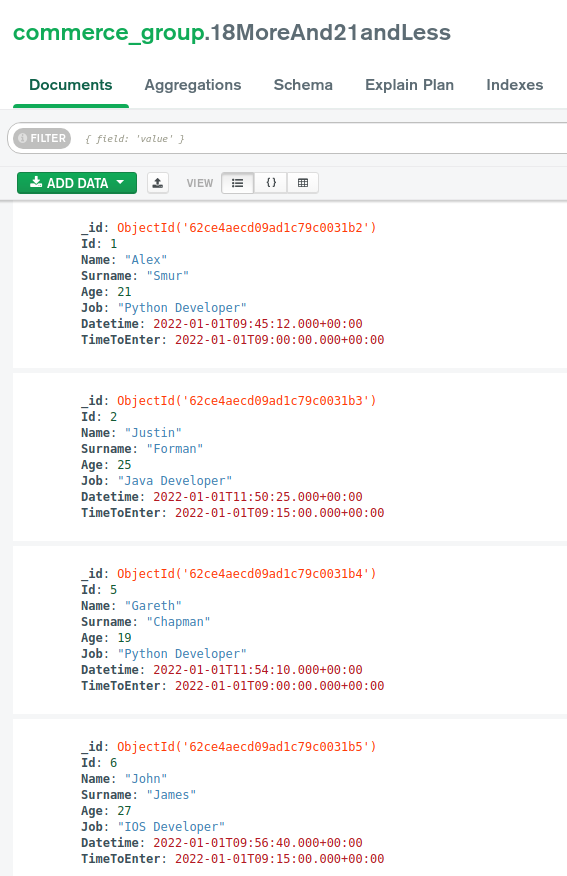 commerce_group.18MoreAnd21andLess
Documents Aggregations Schema Explain Plan Indexes
FILTER { field: 'value' }
ADD DATA VIEW { }
_id: ObjectId('62ce4aecd09ad1c79c0031b2')
Id: 1
Name: "Alex"
Surname: "Smur"
Age: 21
Job: "Python Developer"
Datetime: 2022-01-01T09:45:12.000+00:00
TimeToEnter: 2022-01-01T09:00:00.000+00:00
_id: ObjectId('62ce4aecd09ad1c79c0031b3')
Id: 2
Name: "Justin"
Surname: "Forman"
Age: 25
Job: "Java Developer"
Datetime: 2022-01-01T11:50:25.000+00:00
TimeToEnter: 2022-01-01T09:15:00.000+00:00
_id: ObjectId('62ce4aecd09ad1c79c0031b4')
Id: 5
Name: "Gareth"
Surname: "Chapman"
Age: 19
Job: "Python Developer"
Datetime: 2022-01-01T11:54:10.000+00:00
TimeToEnter: 2022-01-01T09:00:00.000+00:00
_id: ObjectId('62ce4aecd09ad1c79c0031b5')
Id: 6
Name: "John"
Surname: "James"
Age: 27
Job: "IOS Developer"
Datetime: 2022-01-01T09:56:40.000+00:00
TimeToEnter: 2022-01-01T09:15:00.000+00:00